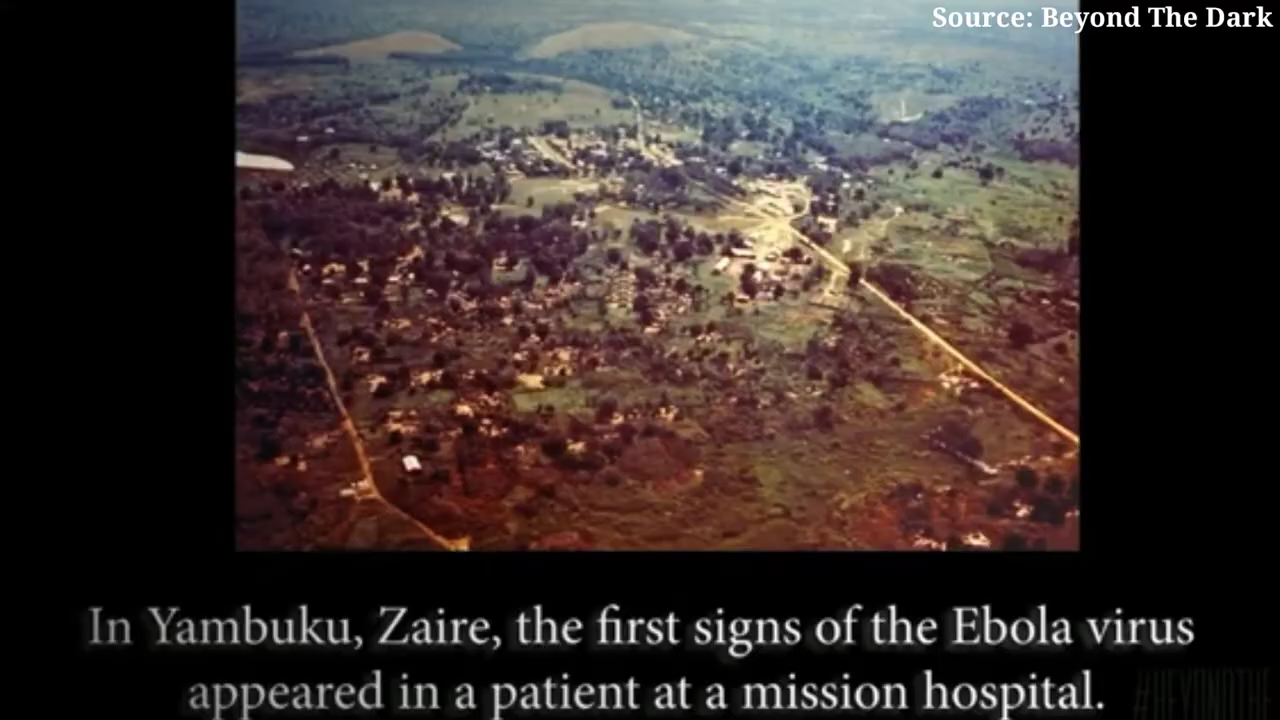 Source: Beyond The Dark
In Yambuku, Zaire, the first signs of the Ebola virus
appeared in a patient at a mission hospital.